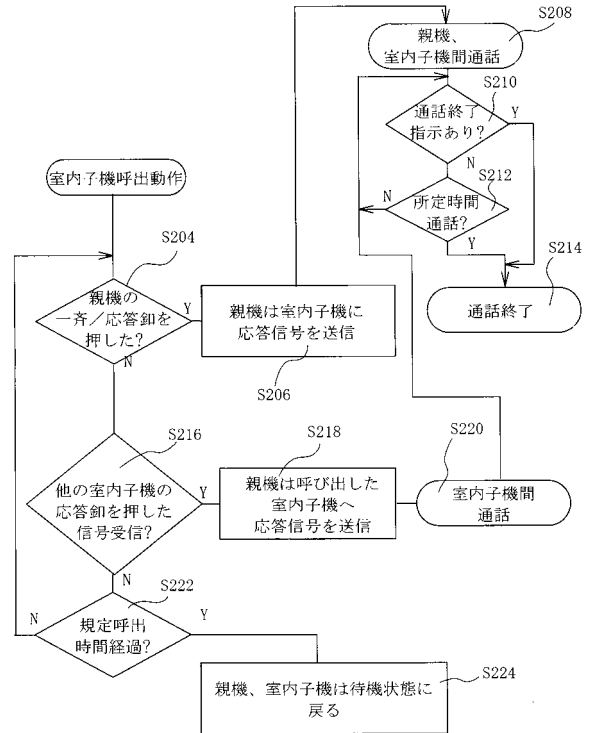 室内子機呼出動作
S204
親機の
一斉／応答釦を
押した?
Y
N
親機は室内子機に
応答信号を送信
S206
S208
親機、
室内子機間通話
S210
通話終了
指示あり?
Y
N
S212
所定時間
通話?
N
Y
S214
通話終了
S216
他の室内子機の
応答釦を押した
信号受信?
Y
N
S218
親機は呼び出した
室内子機へ
応答信号を送信
S220
室内子機間
通話
S222
規定呼出
時間経過?
N
Y
S224
親機、室内子機は待機状態に
戻る